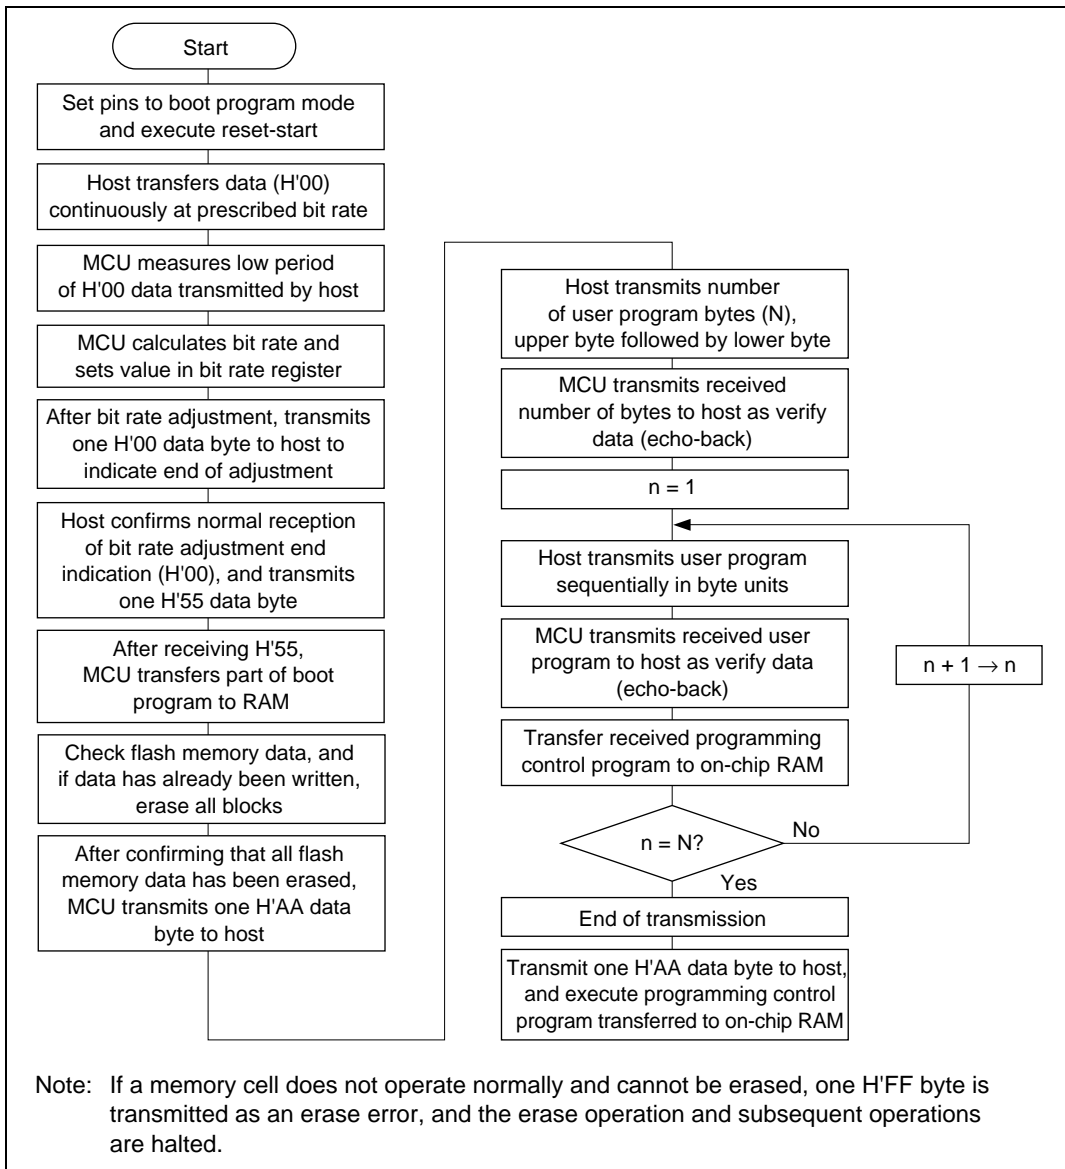 Start
Set pins to boot program mode
and execute reset-start
Host transfers data (H'00)
continuously at prescribed bit rate
MCU measures low period
of H'00 data transmitted by host
MCU calculates bit rate and
sets value in bit rate register
After bit rate adjustment, transmits
one H'00 data byte to host to
indicate end of adjustment
Host confirms normal reception
of bit rate adjustment end
indication (H'00), and transmits
one H'55 data byte
After receiving H'55,
MCU transfers part of boot
program to RAM
Check flash memory data, and
if data has already been written,
erase all blocks
After confirming that all flash
memory data has been erased,
MCU transmits one H'AA data
byte to host
Host transmits number
of user program bytes (N),
upper byte followed by lower byte
MCU transmits received
number of bytes to host as verify
data (echo-back)
n = 1
Host transmits user program
sequentially in byte units
MCU transmits received user
program to host as verify data
(echo-back)
n + 1 → n
Transfer received programming
control program to on-chip RAM
n = N?
No
Yes
End of transmission
Transmit one H'AA data byte to host,
and execute programming control
program transferred to on-chip RAM
Note: If a memory cell does not operate normally and cannot be erased, one H'FF byte is
transmitted as an erase error, and the erase operation and subsequent operations
are halted.